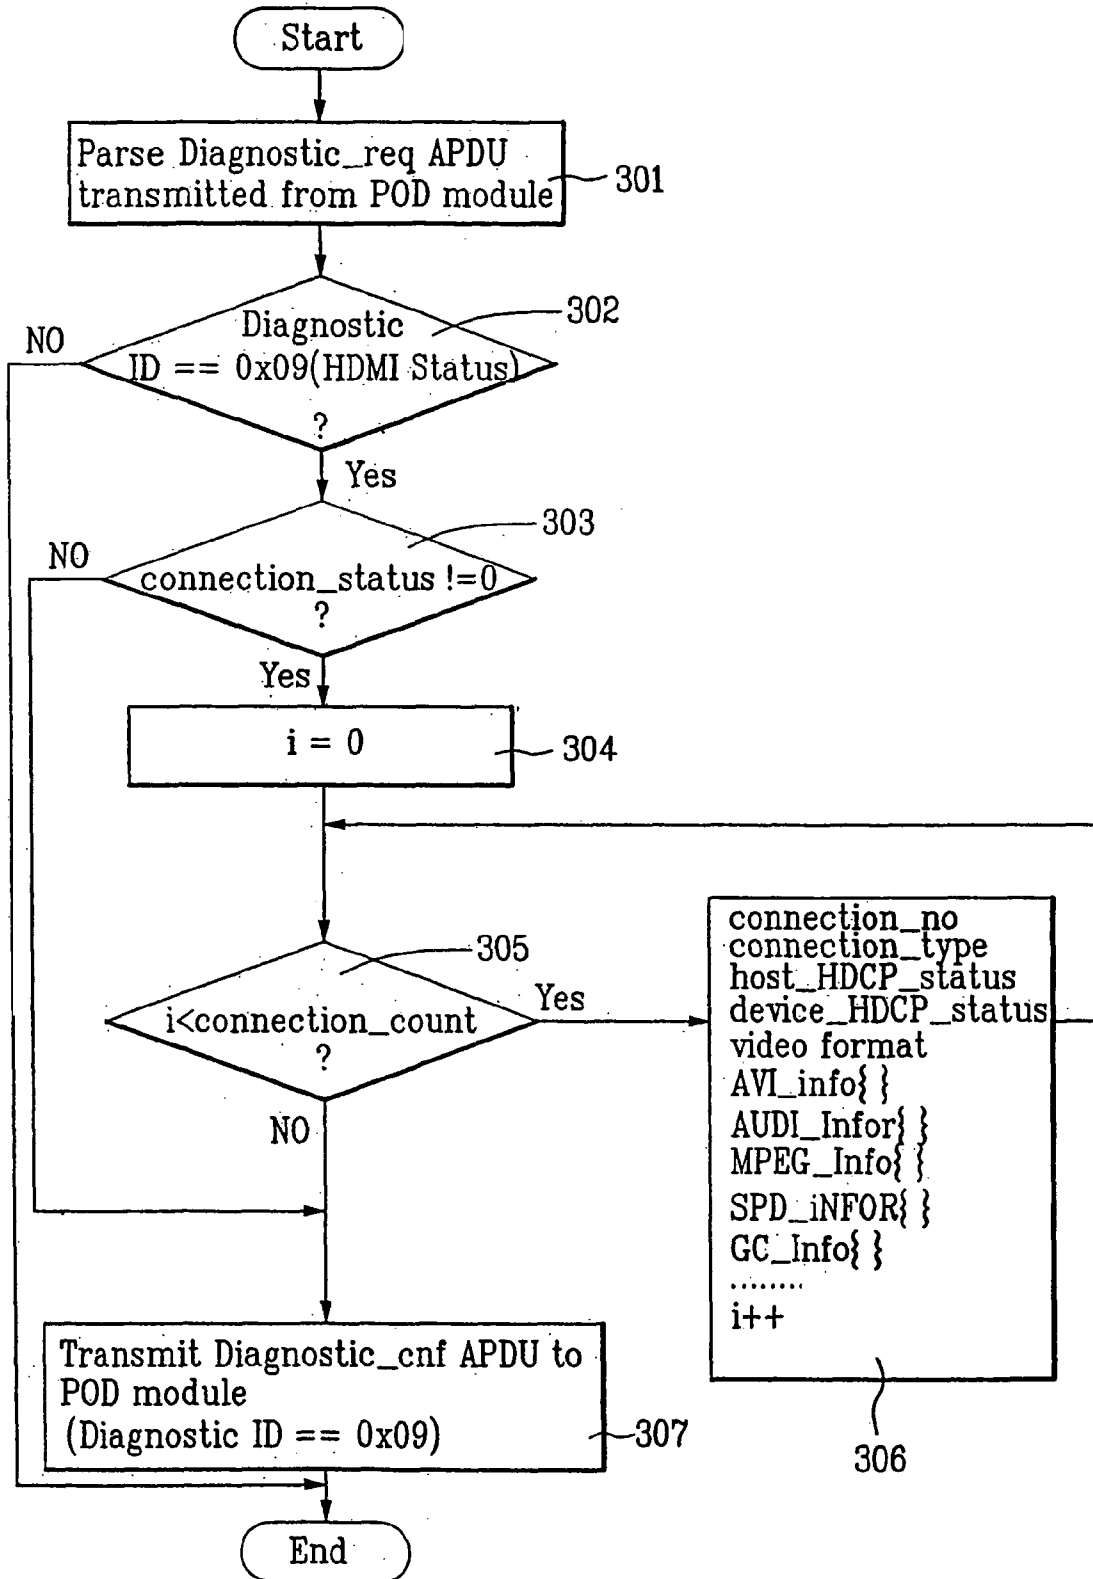 Start
Parse Diagnostic_req APDU
transmitted from POD module
301
Diagnostic
ID == 0x09(HDMI Status)
?
302
NO
Yes
303
connection_status !=0
?
NO
Yes
i = 0
304
305
i<connection_count
?
Yes
NO
connection_no
connection_type
host_HDCP_status
device_HDCP_status
video format
AVI_info{ }
AUDI_Infor{ }
MPEG_Info{ }
SPD_iNFOR{ }
GC_Info{ }
........
i++
306
Transmit Diagnostic_cnf APDU to
POD module
(Diagnostic ID == 0x09)
307
End